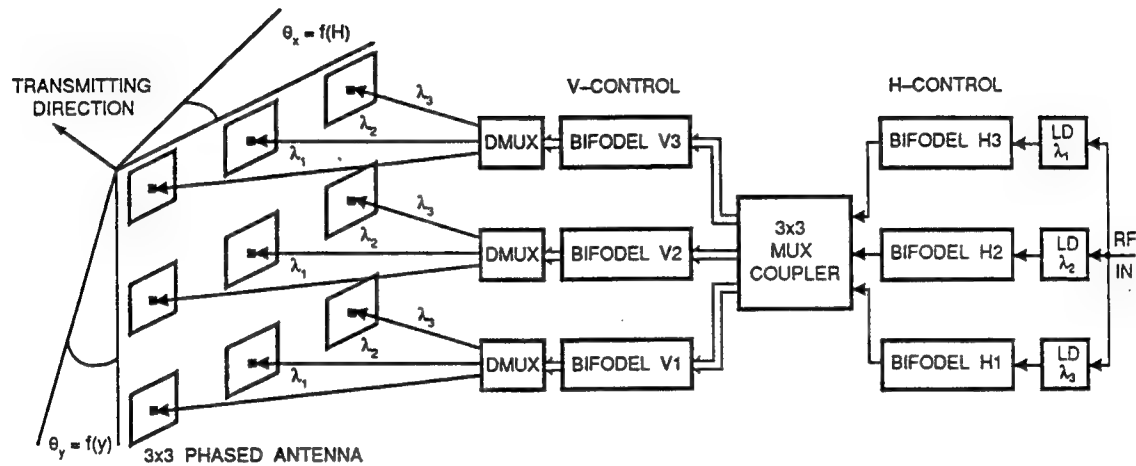 θx = f(H)
TRANSMITTING
DIRECTION
V-CONTROL
H-CONTROL
λ3
λ2
λ1
DMUX
BIFODEL V3
BIFODEL H3
LD
λ1
λ3
λ2
λ1
DMUX
BIFODEL V2
3x3
MUX
COUPLER
BIFODEL H2
LD
λ2
RF
IN
λ3
λ2
λ1
DMUX
BIFODEL V1
BIFODEL H1
LD
λ3
θy = f(y)
3x3 PHASED ANTENNA